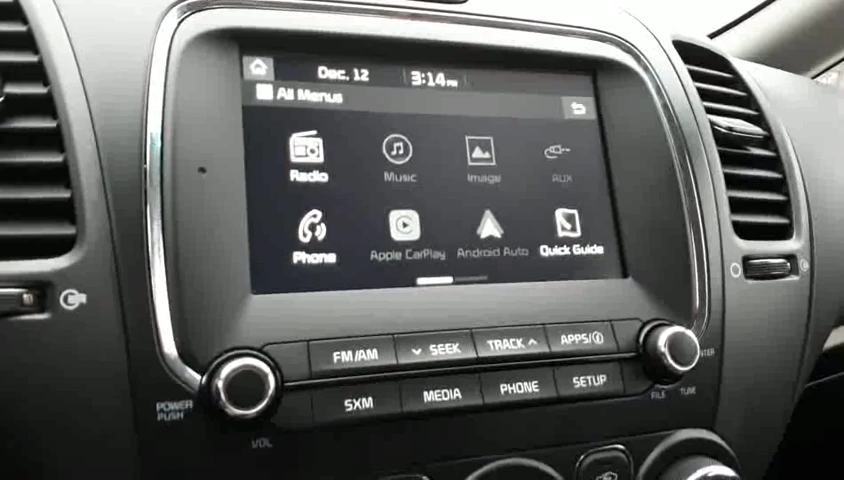 Dec. 12 3:14 PM
All Menus
Radio Music Image AUX
Phone Apple CarPlay Android Auto Quick Guide
FM/AM SEEK TRACK APPS/
SXM MEDIA PHONE SETUP
POWER
PUSH
VOL
FILE TUNE